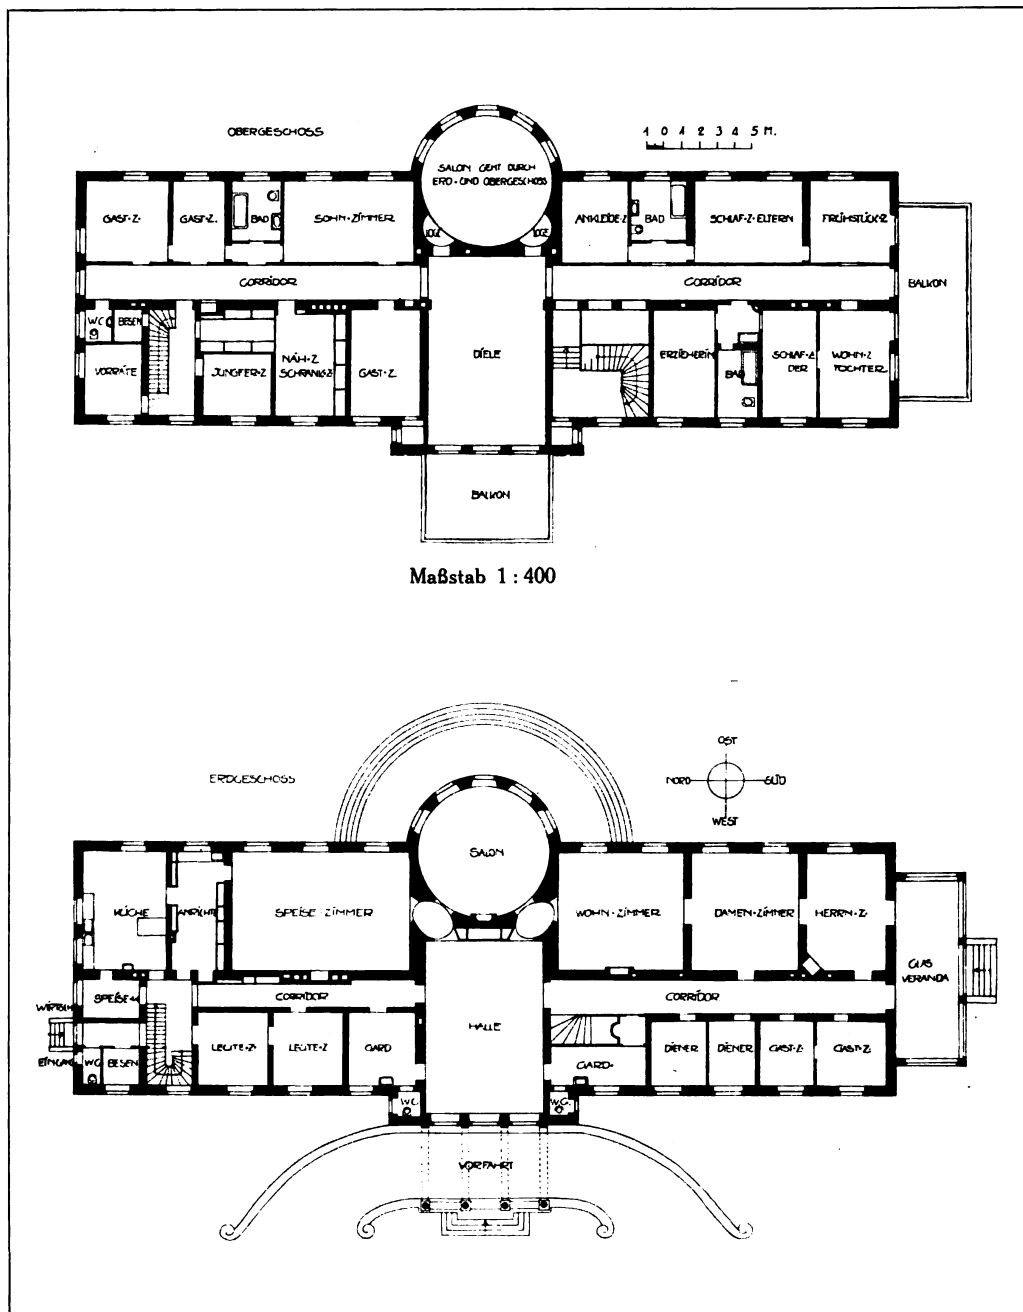 OBERGESCHOSS
1 0 1 2 3 4 5 M.
SALON GEHT DURCH
ERD- UND OBERGESCHOSS
GAST-Z.
GAST-Z.
BAD
SOHN-ZIMMER
LOGE
LOGE
ANKLEIDE-Z.
BAD
SCHLAF-Z-ELTERN
FRÜHSTÜCK-Z
CORRIDOR
CORRIDOR
BALKON
W.C.
BESEN
VORRÄTE
JUNGFER-Z.
NÄH-Z
SCHRANK-Z.
GAST-Z.
DIELE
ERZIEHERIN
BAD
SCHLAF-Z
DER
WOHN-Z
TOCHTER
BALKON
Maßstab 1 : 400
ERDGESCHOSS
OST
NORD
SÜD
WEST
SALON
KÜCHE
ANRICHTE
SPEISE-ZIMMER
WOHN-ZIMMER
DAMEN-ZIMMER
HERRN-Z.
GLAS
VERANDA
SPEISE-K.
CORRIDOR
HALLE
CORRIDOR
WIRTSCH.
EINGANG
W.C.
BESEN
LEUTE-Z.
LEUTE-Z.
GARD
GARD.
DIENER
DIENER
GAST-Z.
GAST-Z.
W.C.
W.C.
VORFAHRT